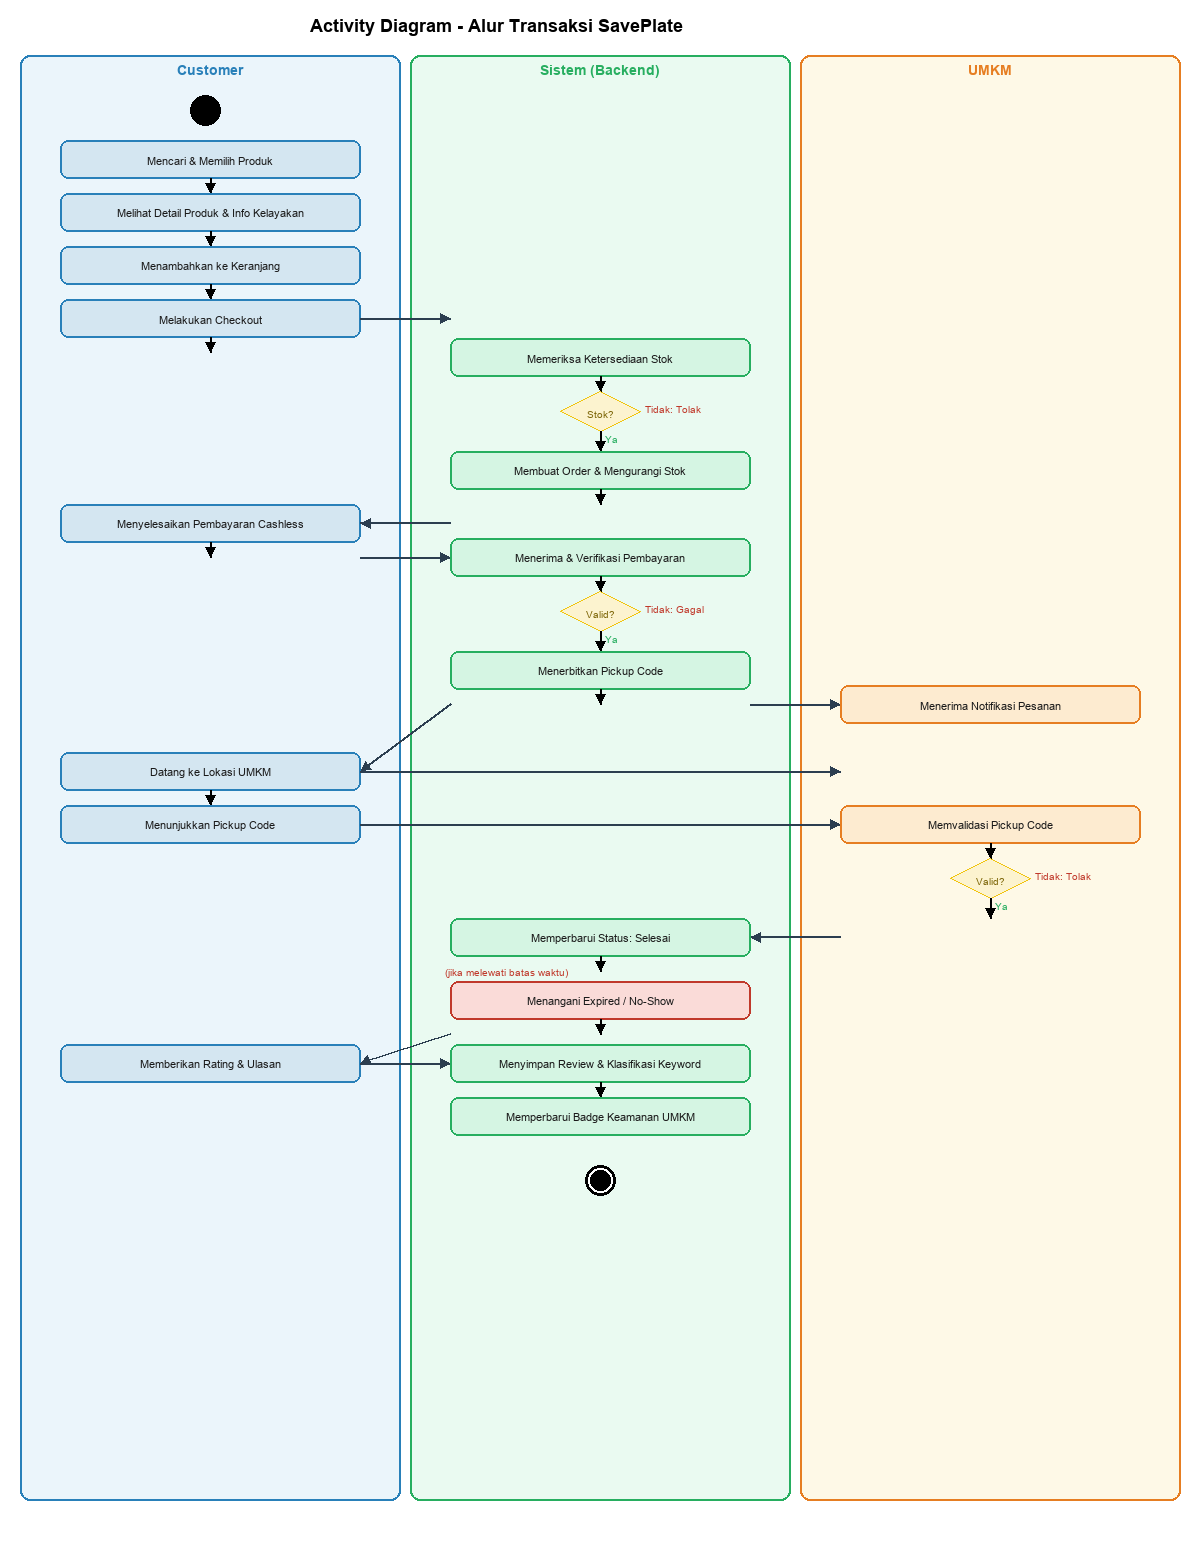 Activity Diagram - Alur Transaksi SavePlate
Customer
Sistem (Backend)
UMKM
Mencari & Memilih Produk
Melihat Detail Produk & Info Kelayakan
Menambahkan ke Keranjang
Melakukan Checkout
Memeriksa Ketersediaan Stok
Stok?
Tidak: Tolak
Ya
Membuat Order & Mengurangi Stok
Menyelesaikan Pembayaran Cashless
Menerima & Verifikasi Pembayaran
Valid?
Tidak: Gagal
Ya
Menerbitkan Pickup Code
Menerima Notifikasi Pesanan
Datang ke Lokasi UMKM
Menunjukkan Pickup Code
Memvalidasi Pickup Code
Valid?
Tidak: Tolak
Ya
Memperbarui Status: Selesai
(jika melewati batas waktu)
Menangani Expired / No-Show
Memberikan Rating & Ulasan
Menyimpan Review & Klasifikasi Keyword
Memperbarui Badge Keamanan UMKM